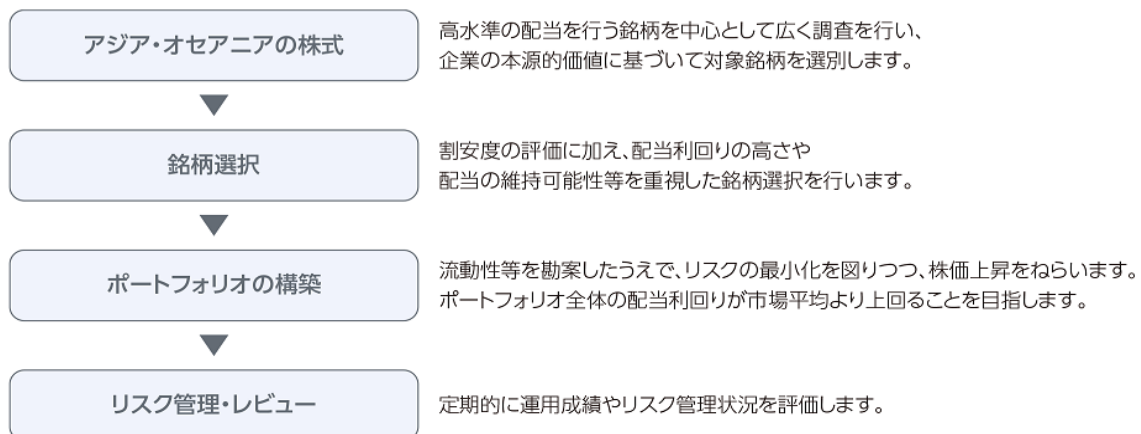 アジア・オセアニアの株式
高水準の配当を行う銘柄を中心として広く調査を行い、
企業の本源的価値に基づいて対象銘柄を選別します。
銘柄選択
割安度の評価に加え、配当利回りの高さや
配当の維持可能性等を重視した銘柄選択を行います。
ポートフォリオの構築
流動性等を勘案したうえで、リスクの最小化を図りつつ、株価上昇をねらいます。
ポートフォリオ全体の配当利回りが市場平均より上回ることを目指します。
リスク管理・レビュー
定期的に運用成績やリスク管理状況を評価します。